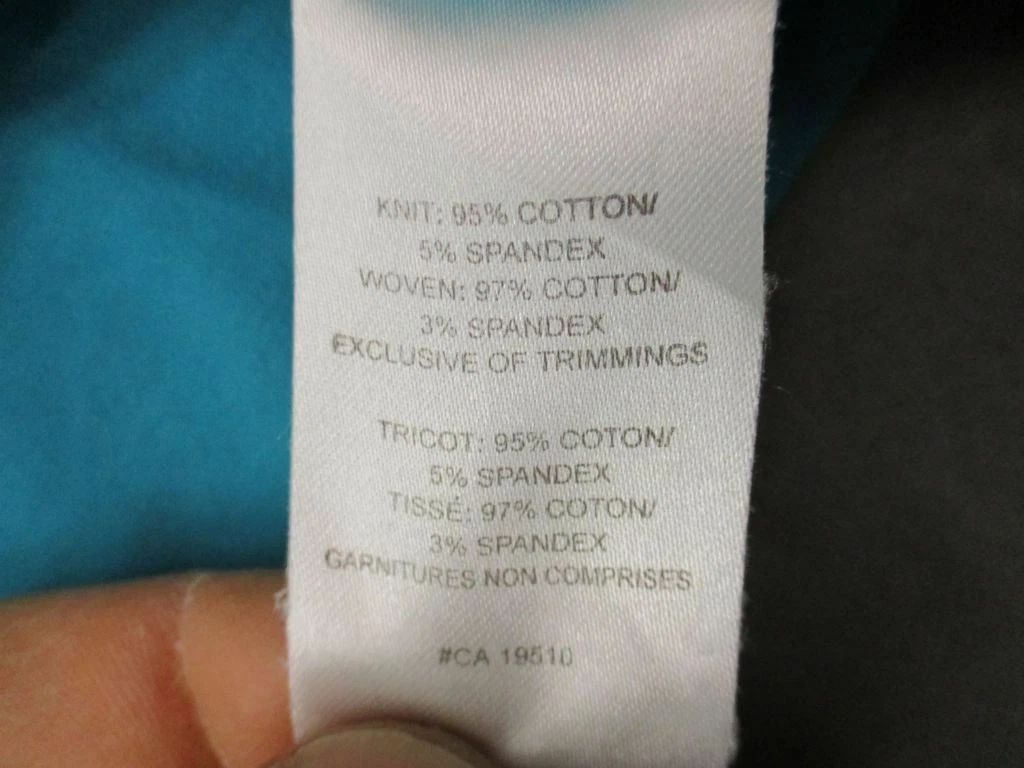 KNIT: 95% COTTON/
5% SPANDEX
WOVEN: 97% COTTON/
3% SPANDEX
EXCLUSIVE OF TRIMMINGS
TRICOT: 95% COTON/
5% SPANDEX
TISSÉ: 97% COTON/
3% SPANDEX
GARNITURES NON COMPRISES
#CA 19510